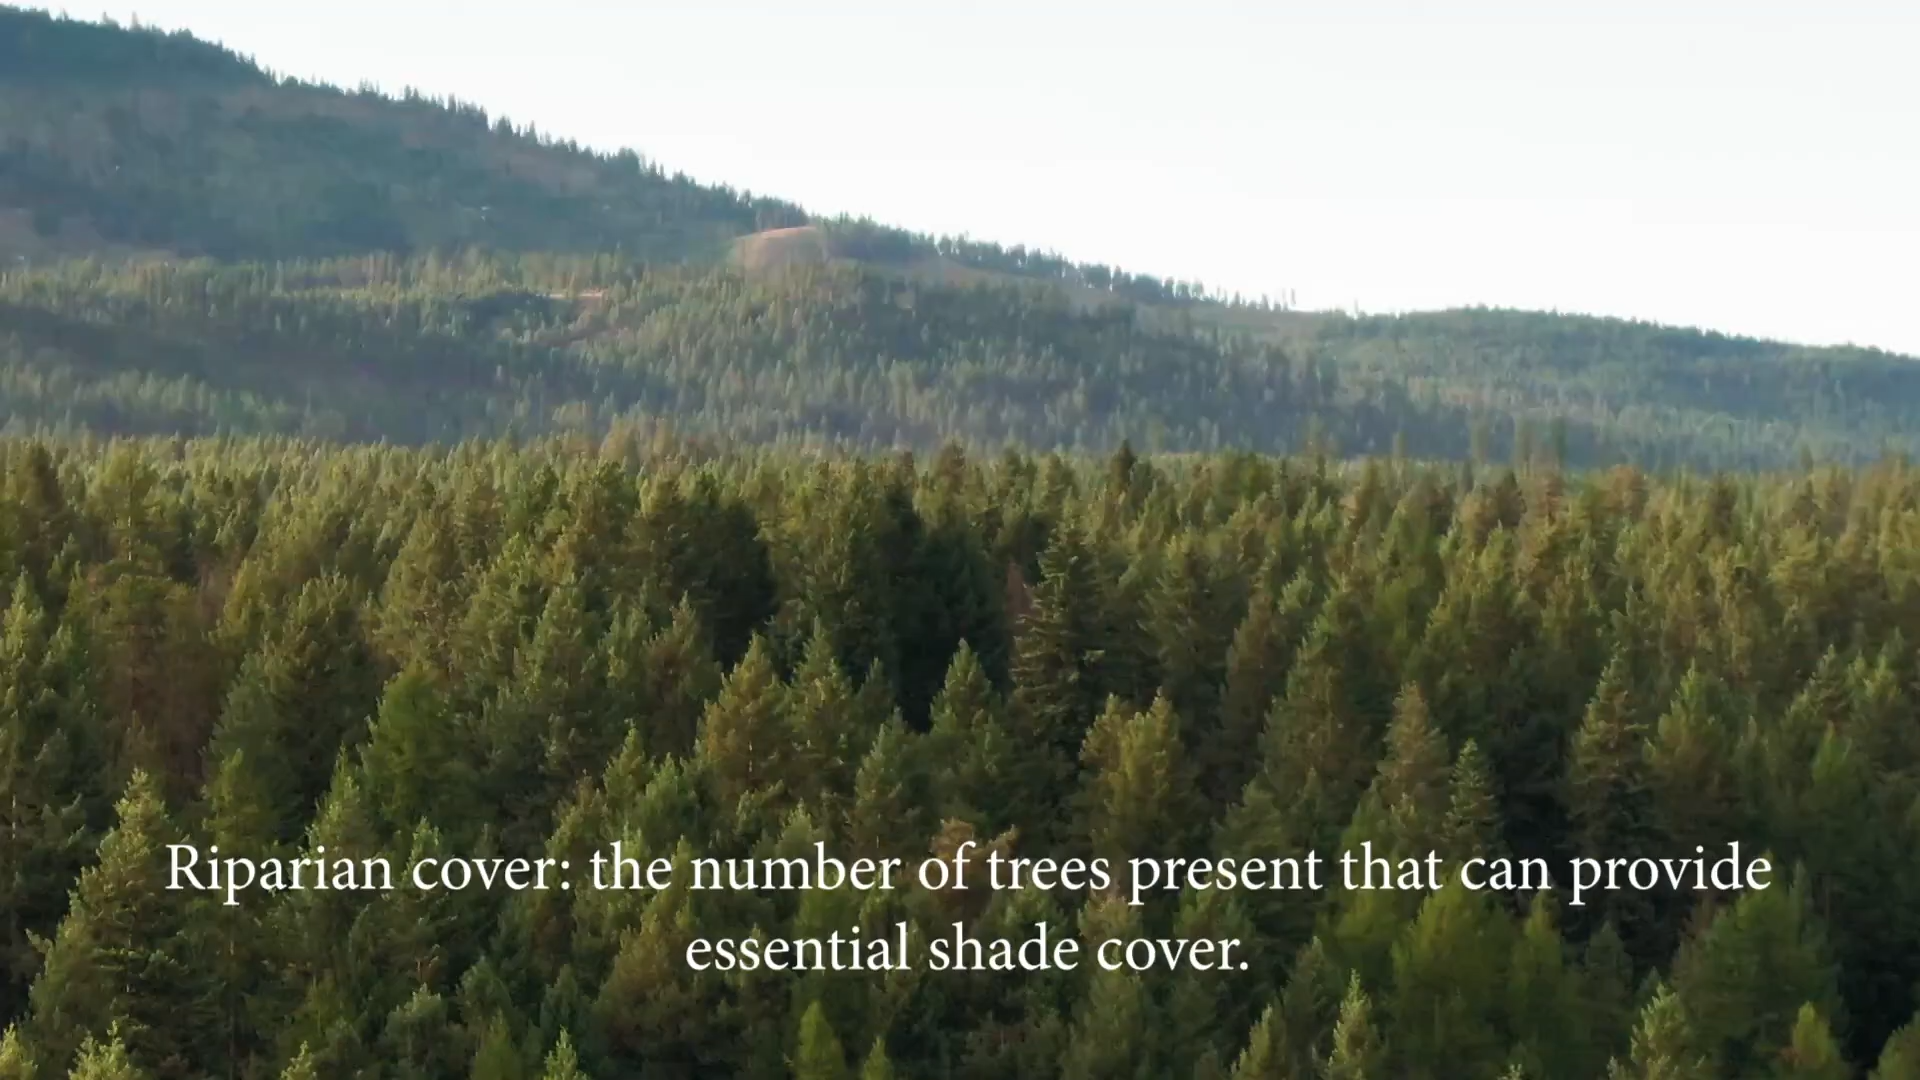 Riparian cover: the number of trees present that can provide
essential shade cover.